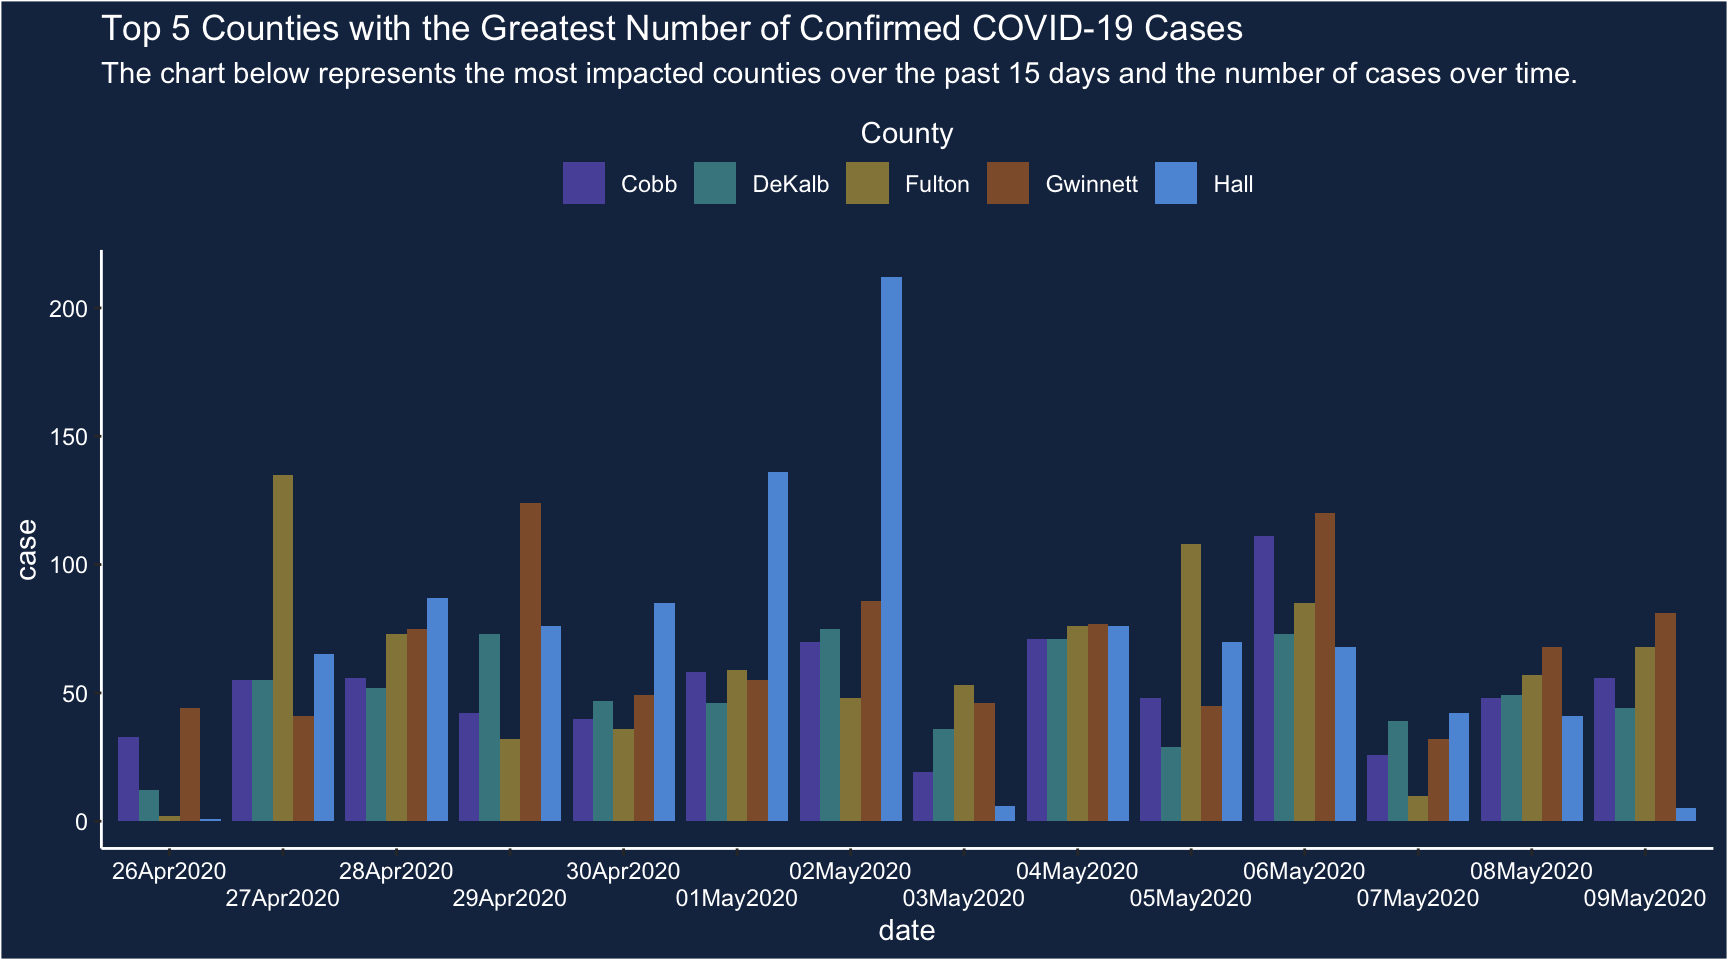 Top 5 Counties with the Greatest Number of Confirmed COVID-19 Cases
The chart below represents the most impacted counties over the past 15 days and the number of cases over time.
County
Cobb DeKalb Fulton Gwinnett Hall
200
150
100
50
0
case
26Apr2020 28Apr2020 30Apr2020 02May2020 04May2020 06May2020 08May2020
27Apr2020 29Apr2020 01May2020 03May2020 05May2020 07May2020 09May2020
date